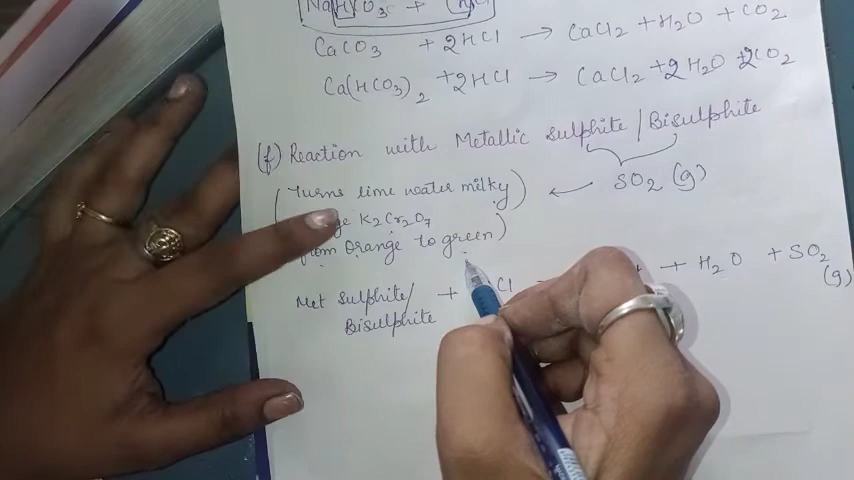 CaCO3 + 2HCl → CaCl2 + H2O + CO2
Ca(HCO3)2 + 2HCl → CaCl2 + 2H2O + 2CO2
(f) Reaction with Metallic sulphite / Bisulphite
(Turns lime water milky) ← SO2 (g)
K2Cr2O7
from Orange to green)
Met sulphite/ + Cl + H2O + SO2 (g)
Bisulphite